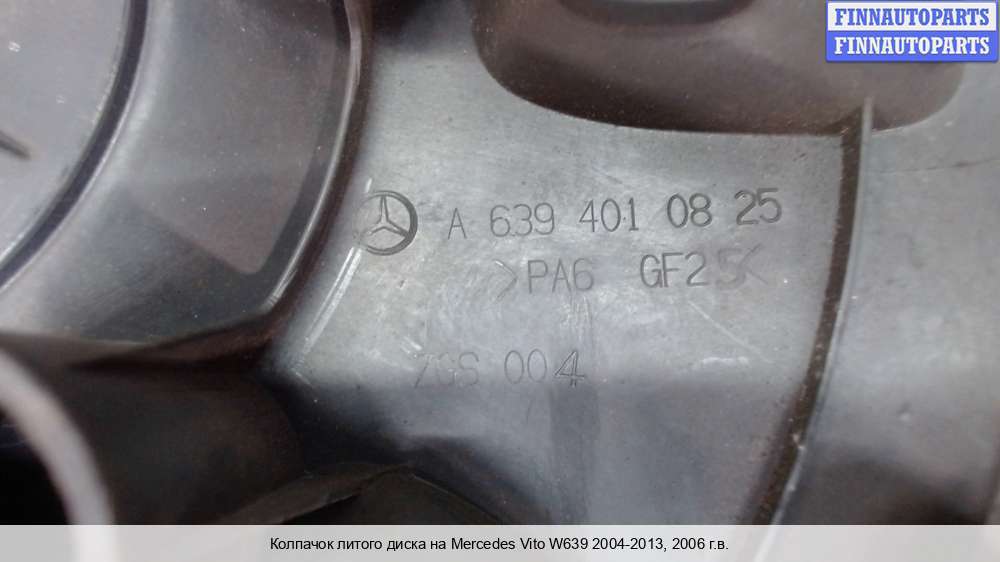 FINNAUTOPARTS
FINNAUTOPARTS
A 639 401 08 25
>PA6 GF25<
ZGS 004
Колпачок литого диска на Mercedes Vito W639 2004-2013, 2006 г.в.